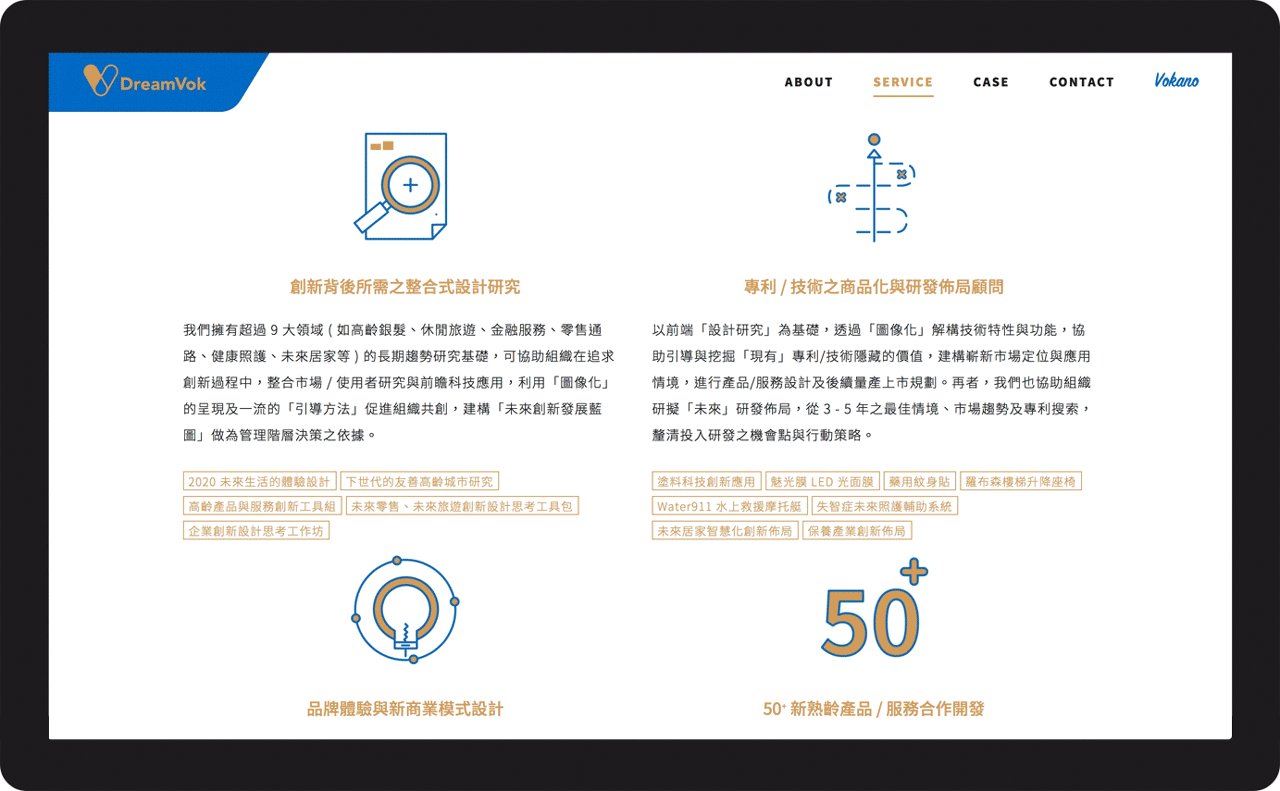 DreamVok
ABOUT
SERVICE
CASE
CONTACT
Vokano
創新背後所需之整合式設計研究
我們擁有超過 9 大領域 ( 如高齡銀髮、休閒旅遊、金融服務、零售通
路、健康照護、未來居家等 ) 的長期趨勢研究基礎，可協助組織在追求
創新過程中，整合市場 / 使用者研究與前瞻科技應用，利用「圖像化」
的呈現及一流的「引導方法」促進組織共創，建構「未來創新發展藍
圖」做為管理階層決策之依據。
2020 未來生活的體驗設計
下世代的友善高齡城市研究
高齡產品與服務創新工具組
未來零售、未來旅遊創新設計思考工具包
企業創新設計思考工作坊
專利 / 技術之商品化與研發佈局顧問
以前端「設計研究」為基礎，透過「圖像化」解構技術特性與功能，協
助引導與挖掘「現有」專利/技術隱藏的價值，建構嶄新市場定位與應用
情境，進行產品/服務設計及後續量產上市規劃。再者，我們也協助組織
研擬「未來」研發佈局，從 3 - 5 年之最佳情境、市場趨勢及專利搜索，
釐清投入研發之機會點與行動策略。
塗料科技創新應用
魅光膜 LED 光面膜
藥用紋身貼
羅布森樓梯升降座椅
Water911 水上救援摩托艇
失智症未來照護輔助系統
未來居家智慧化創新佈局
保養產業創新佈局
品牌體驗與新商業模式設計
50+
50⁺ 新熟齡產品 / 服務合作開發